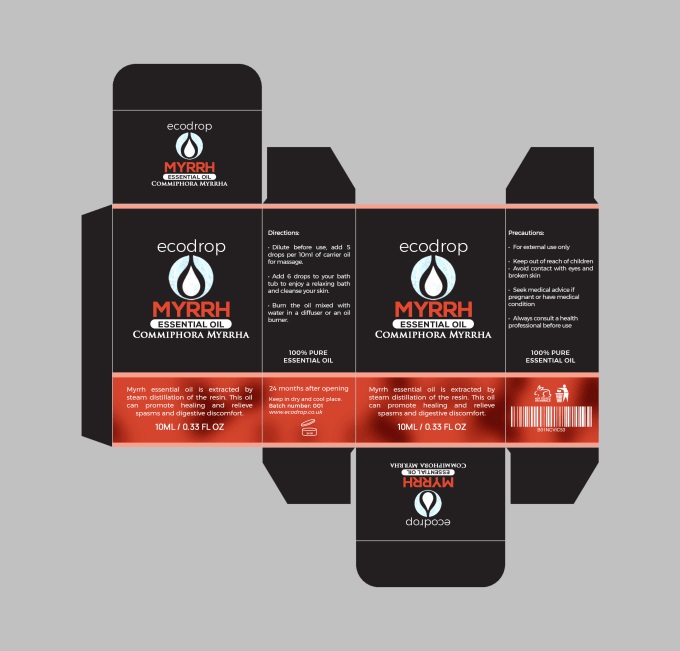 ecodrop
MYRRH
ESSENTIAL OIL
COMMIPHORA MYRRHA
ecodrop
MYRRH
ESSENTIAL OIL
COMMIPHORA MYRRHA
Myrrh essential oil is extracted by
steam distillation of the resin. This oil
can promote healing and relieve
spasms and digestive discomfort.
10ML / 0.33 FL OZ
Directions:
- Dilute before use, add 5
drops per 10ml of carrier oil
for massage.
- Add 6 drops to your bath
tub to enjoy a relaxing bath
and cleanse your skin.
- Burn the oil mixed with
water in a diffuser or an oil
burner.
100% PURE
ESSENTIAL OIL
24 months after opening
Keep in dry and cool place.
Batch number: 001
www.ecodrop.co.uk
ecodrop
MYRRH
ESSENTIAL OIL
COMMIPHORA MYRRHA
Myrrh essential oil is extracted by
steam distillation of the resin. This oil
can promote healing and relieve
spasms and digestive discomfort.
10ML / 0.33 FL OZ
Precautions:
- For external use only
- Keep out of reach of children
- Avoid contact with eyes and
broken skin
- Seek medical advice if
pregnant or have medical
condition
- Always consult a health
professional before use
100% PURE
ESSENTIAL OIL
COMMIPHORA MYRRHA
ESSENTIAL OIL
MYRRH
ecodrop